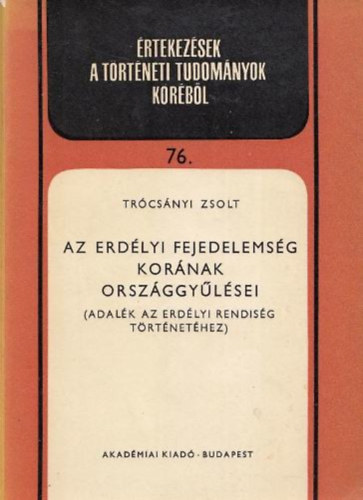 ÉRTEKEZÉSEK
A TÖRTÉNETI TUDOMÁNYOK
KÖRÉBŐL
76.
TRÓCSÁNYI ZSOLT
AZ ERDÉLYI FEJEDELEMSÉG
KORÁNAK
ORSZÁGGYŰLÉSEI
(ADALÉK AZ ERDÉLYI RENDISÉG
TÖRTÉNETÉHEZ)
AKADÉMIAI KIADÓ · BUDAPEST